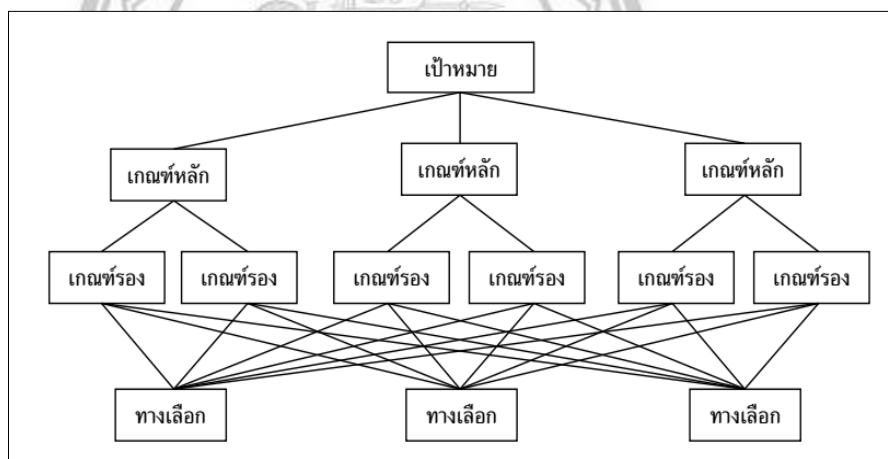 เป้าหมาย
เกณฑ์หลัก เกณฑ์หลัก เกณฑ์หลัก
เกณฑ์รอง เกณฑ์รอง เกณฑ์รอง เกณฑ์รอง เกณฑ์รอง เกณฑ์รอง
ทางเลือก ทางเลือก ทางเลือก